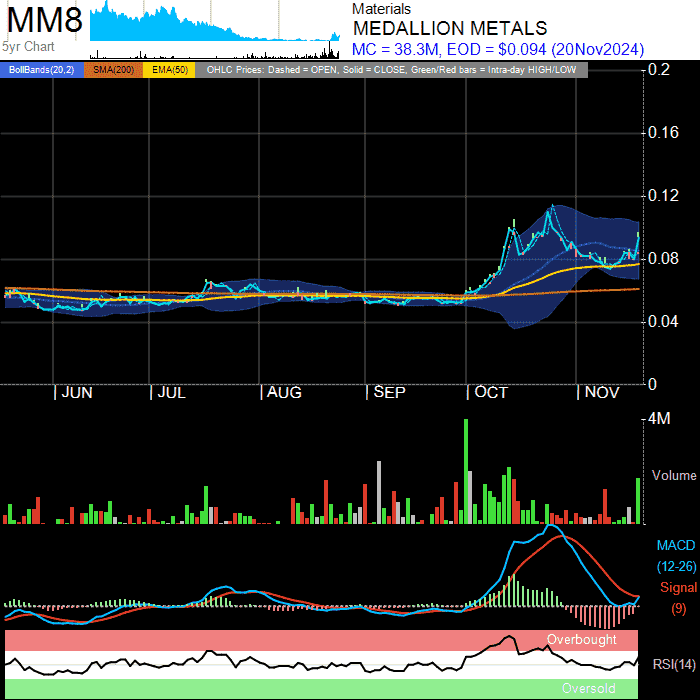 MM8
Materials
MEDALLION METALS
5yr Chart
MC = 38.3M, EOD = $0.094 (20Nov2024)
BollBands(20,2) SMA(200) EMA(50) OHLC Prices: Dashed = OPEN, Solid = CLOSE, Green/Red bars = Intra-day HIGH/LOW
0.2
0.16
0.12
0.08
0.04
0
JUN JUL AUG SEP OCT NOV
4M
Volume
MACD
(12-26)
Signal
(9)
Overbought
RSI(14)
Oversold